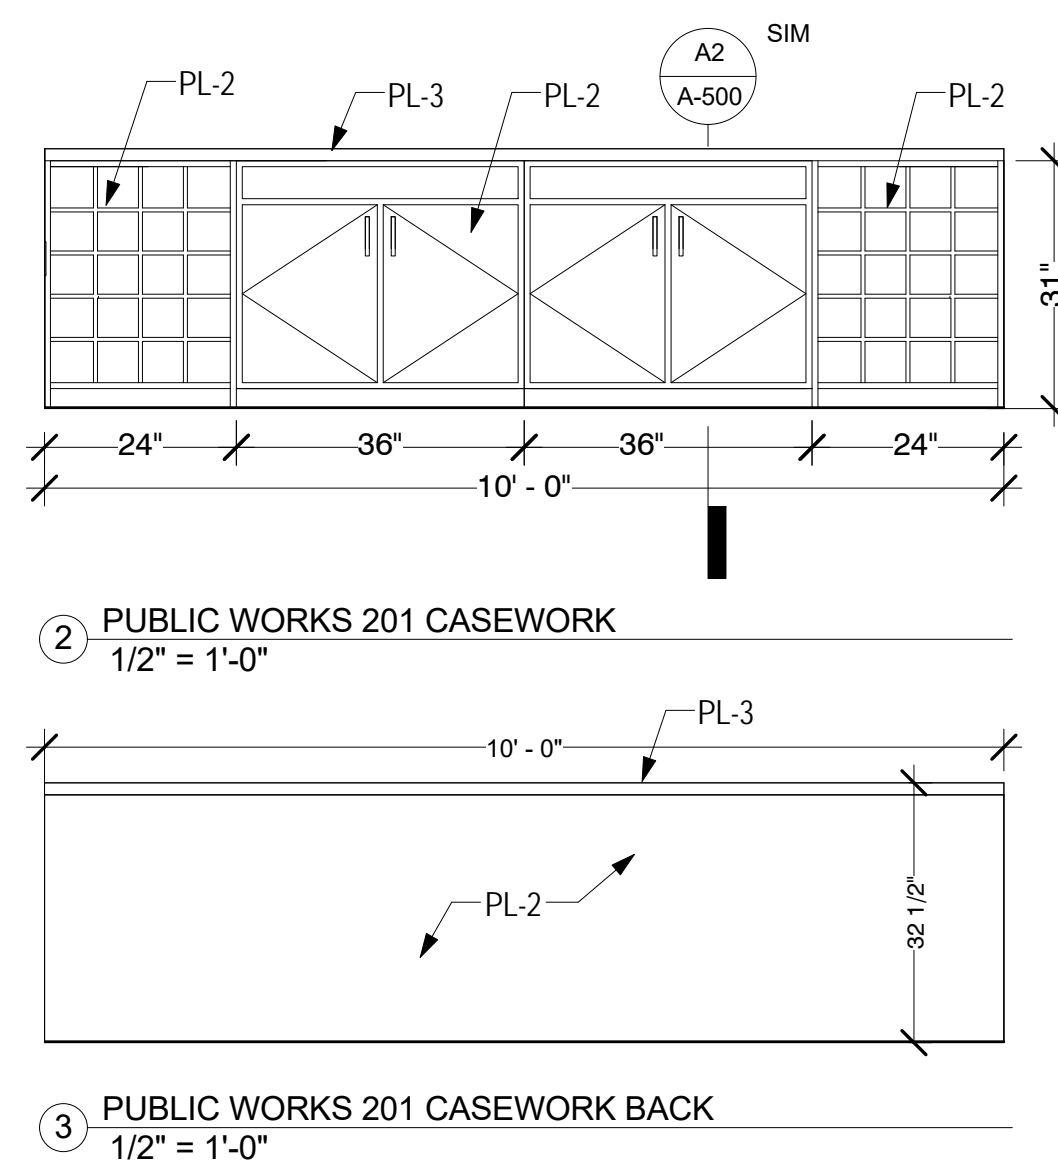 SIM
A2
A-500
PL-2
PL-3
PL-2
PL-2
31"
24"
36"
36"
24"
10' - 0"
2
PUBLIC WORKS 201 CASEWORK
1/2" = 1'-0"
PL-3
10' - 0"
PL-2
32 1/2"
3
PUBLIC WORKS 201 CASEWORK BACK
1/2" = 1'-0"